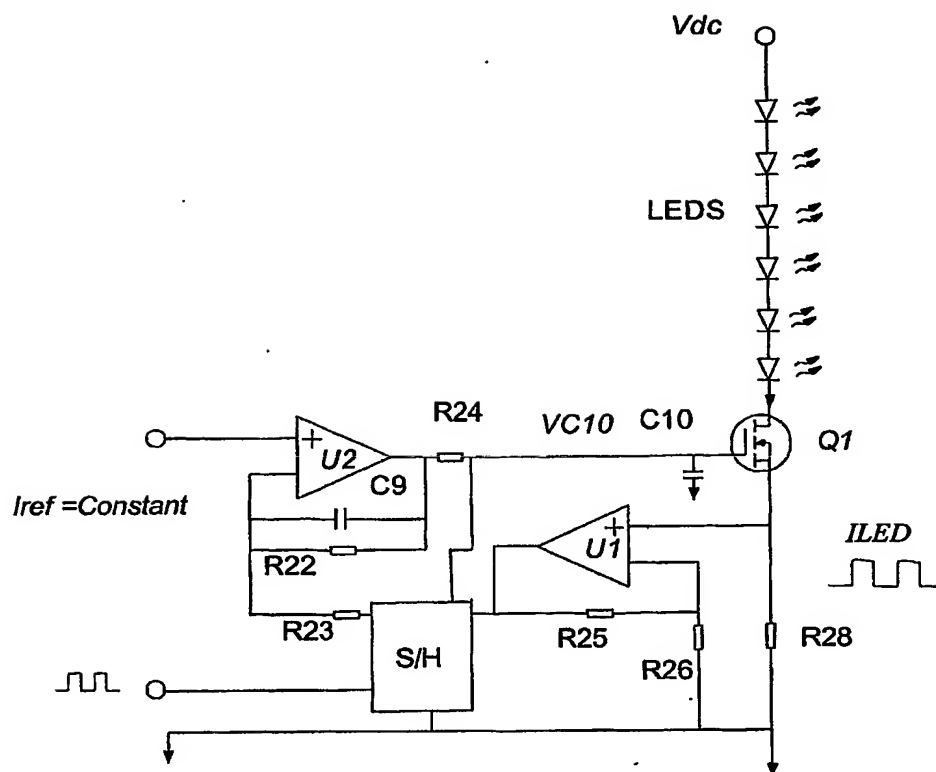 Vdc
LEDS
R24
VC10
C10
Q1
+
U2
C9
Iref =Constant
ILED
+
U1
R22
R23
R25
R28
S/H
R26